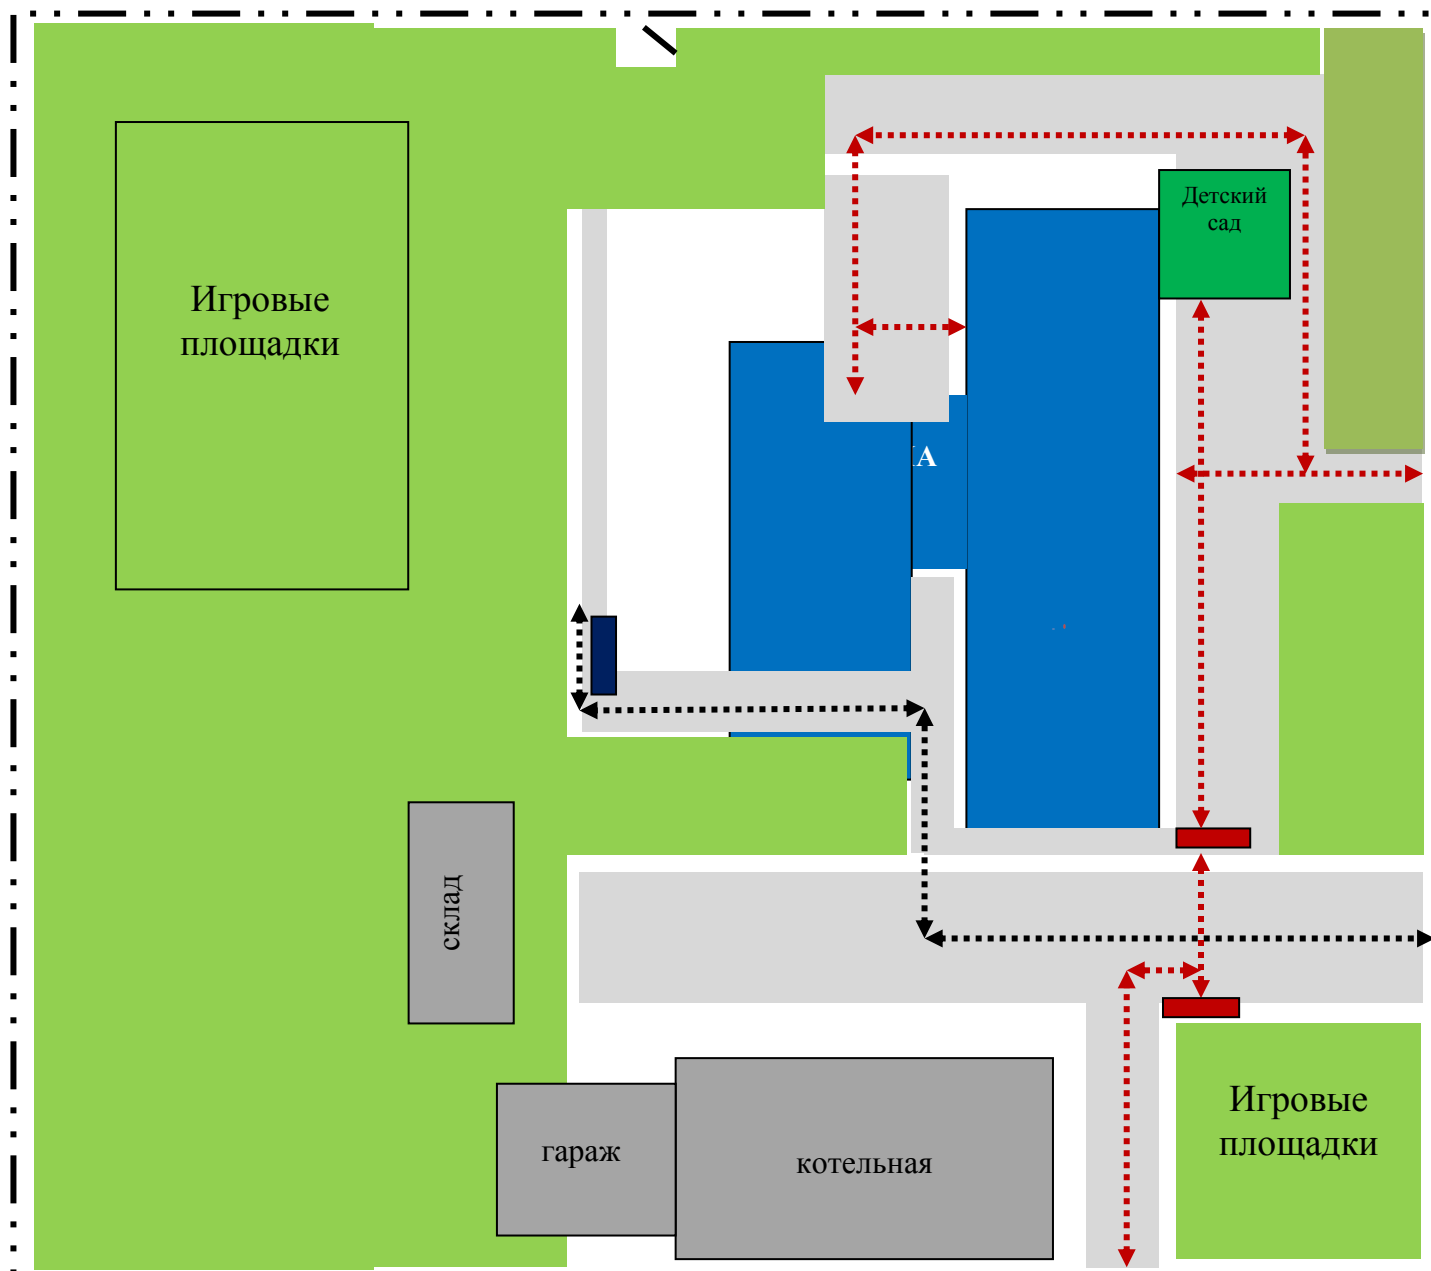 Детский
сад
Игровые
площадки
склад
Игровые
площадки
гараж
котельная